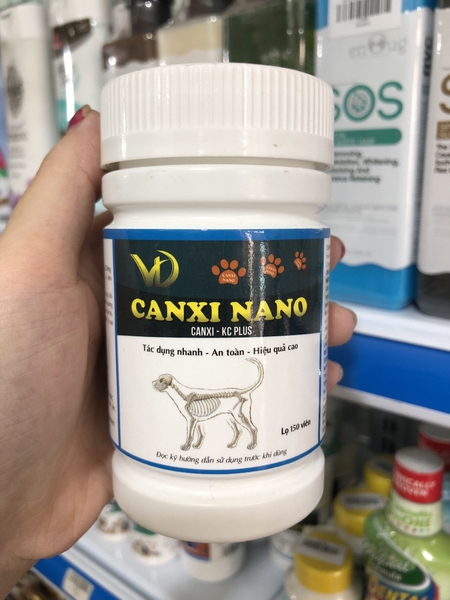 enHug
SOS
VD
CANXI
NANO
CANXI NANO
CANXI - KC PLUS
Tác dụng nhanh - An toàn - Hiệu quả cao
Lọ 150 viên
Đọc kỹ hướng dẫn sử dụng trước khi dùng